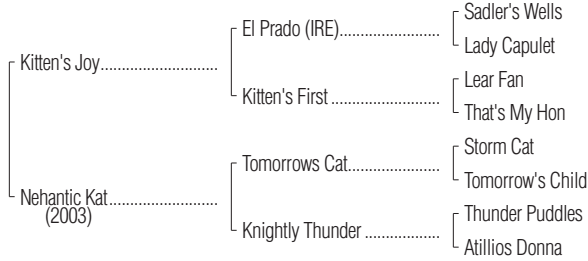 Sadler's Wells
El Prado (IRE)........................
Lady Capulet
Kitten's Joy............................
Lear Fan
Kitten's First..........................
That's My Hon
Storm Cat
Tomorrows Cat......................
Tomorrow's Child
Nehantic Kat..........................
(2003)
Thunder Puddles
Knightly Thunder..................
Atillios Donna